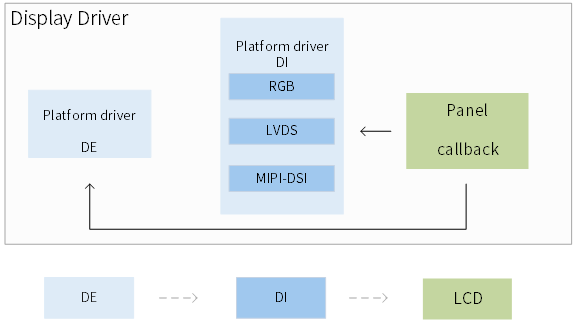 Display Driver
Platform driver
DE
Platform driver
DI
RGB
LVDS
MIPI-DSI
Panel
callback
DE
DI
LCD